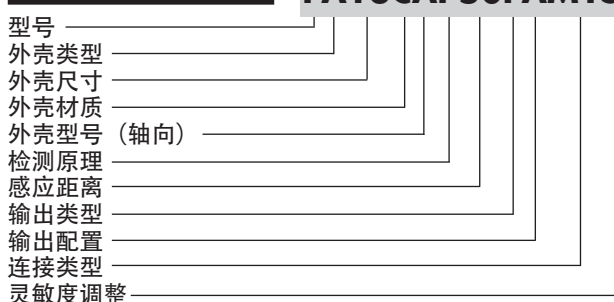 型号
外壳类型
外壳尺寸
外壳材质
外壳型号（轴向）
检测原理
感应距离
输出类型
输出配置
连接类型
灵敏度调整